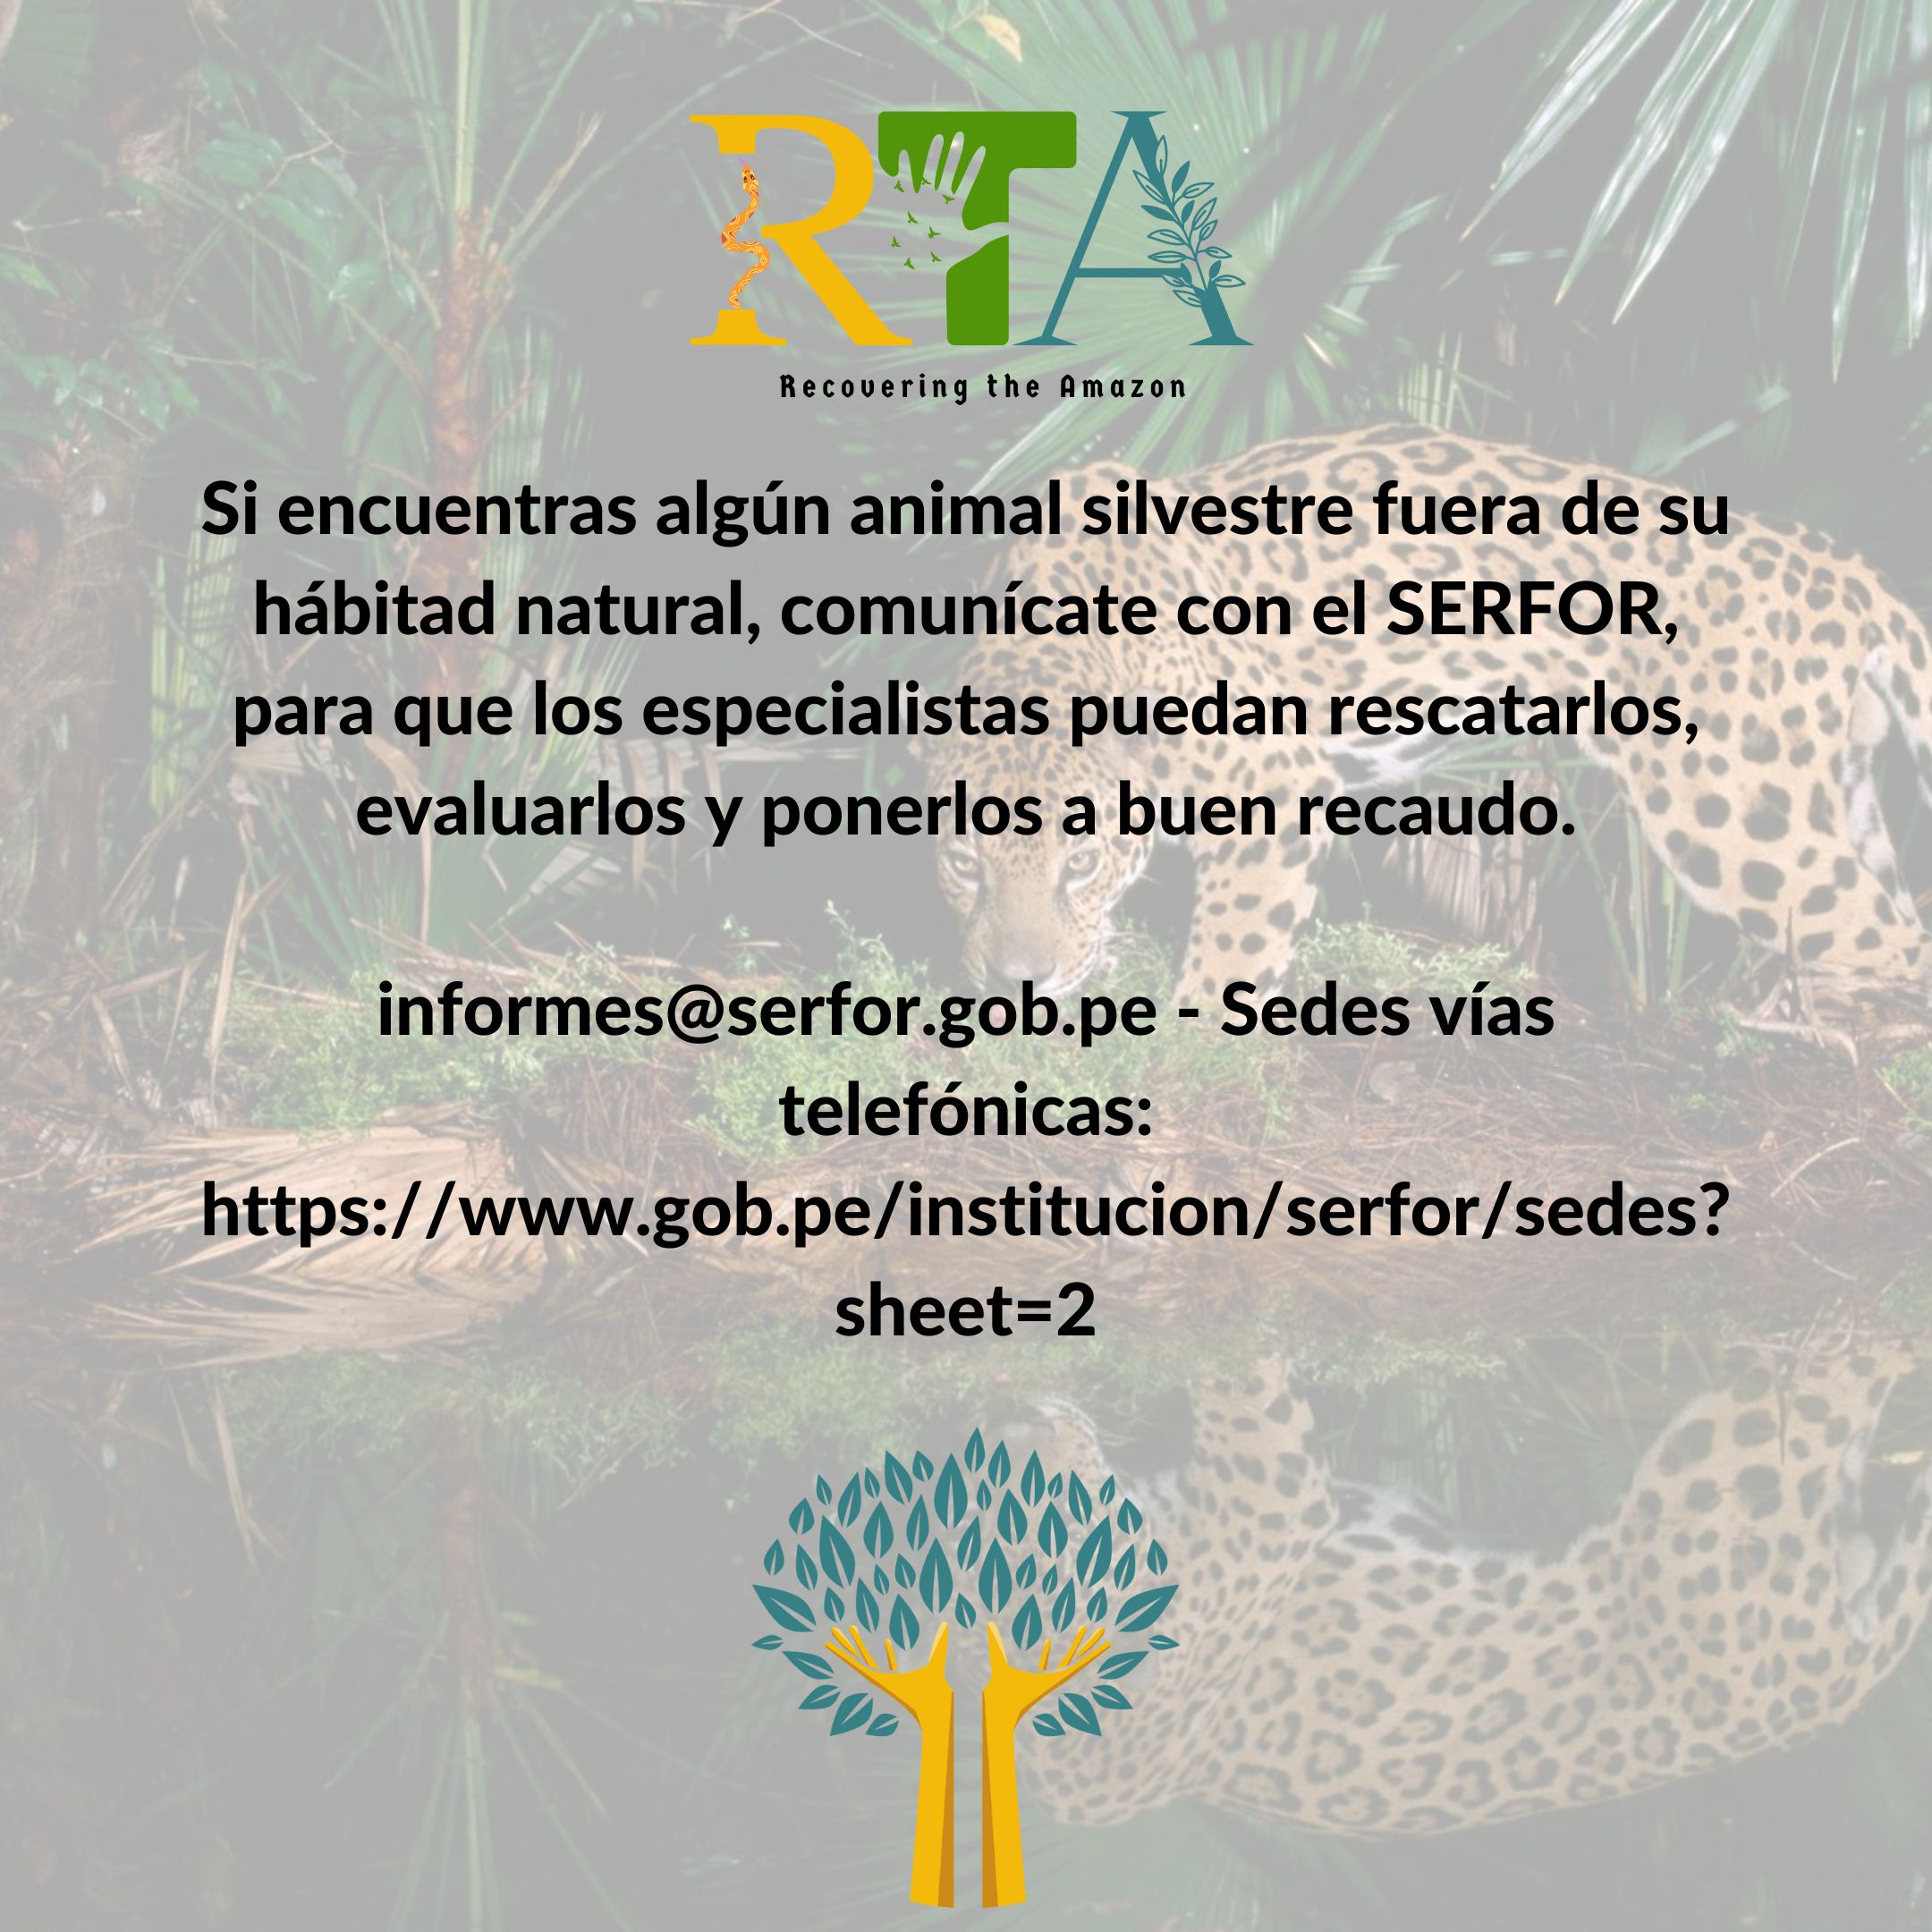 RTA
Recovering the Amazon
Si encuentras algún animal silvestre fuera de su
hábitad natural, comunícate con el SERFOR,
para que los especialistas puedan rescatarlos,
evaluarlos y ponerlos a buen recaudo.
informes@serfor.gob.pe - Sedes vías
telefónicas:
https://www.gob.pe/institucion/serfor/sedes?
sheet=2